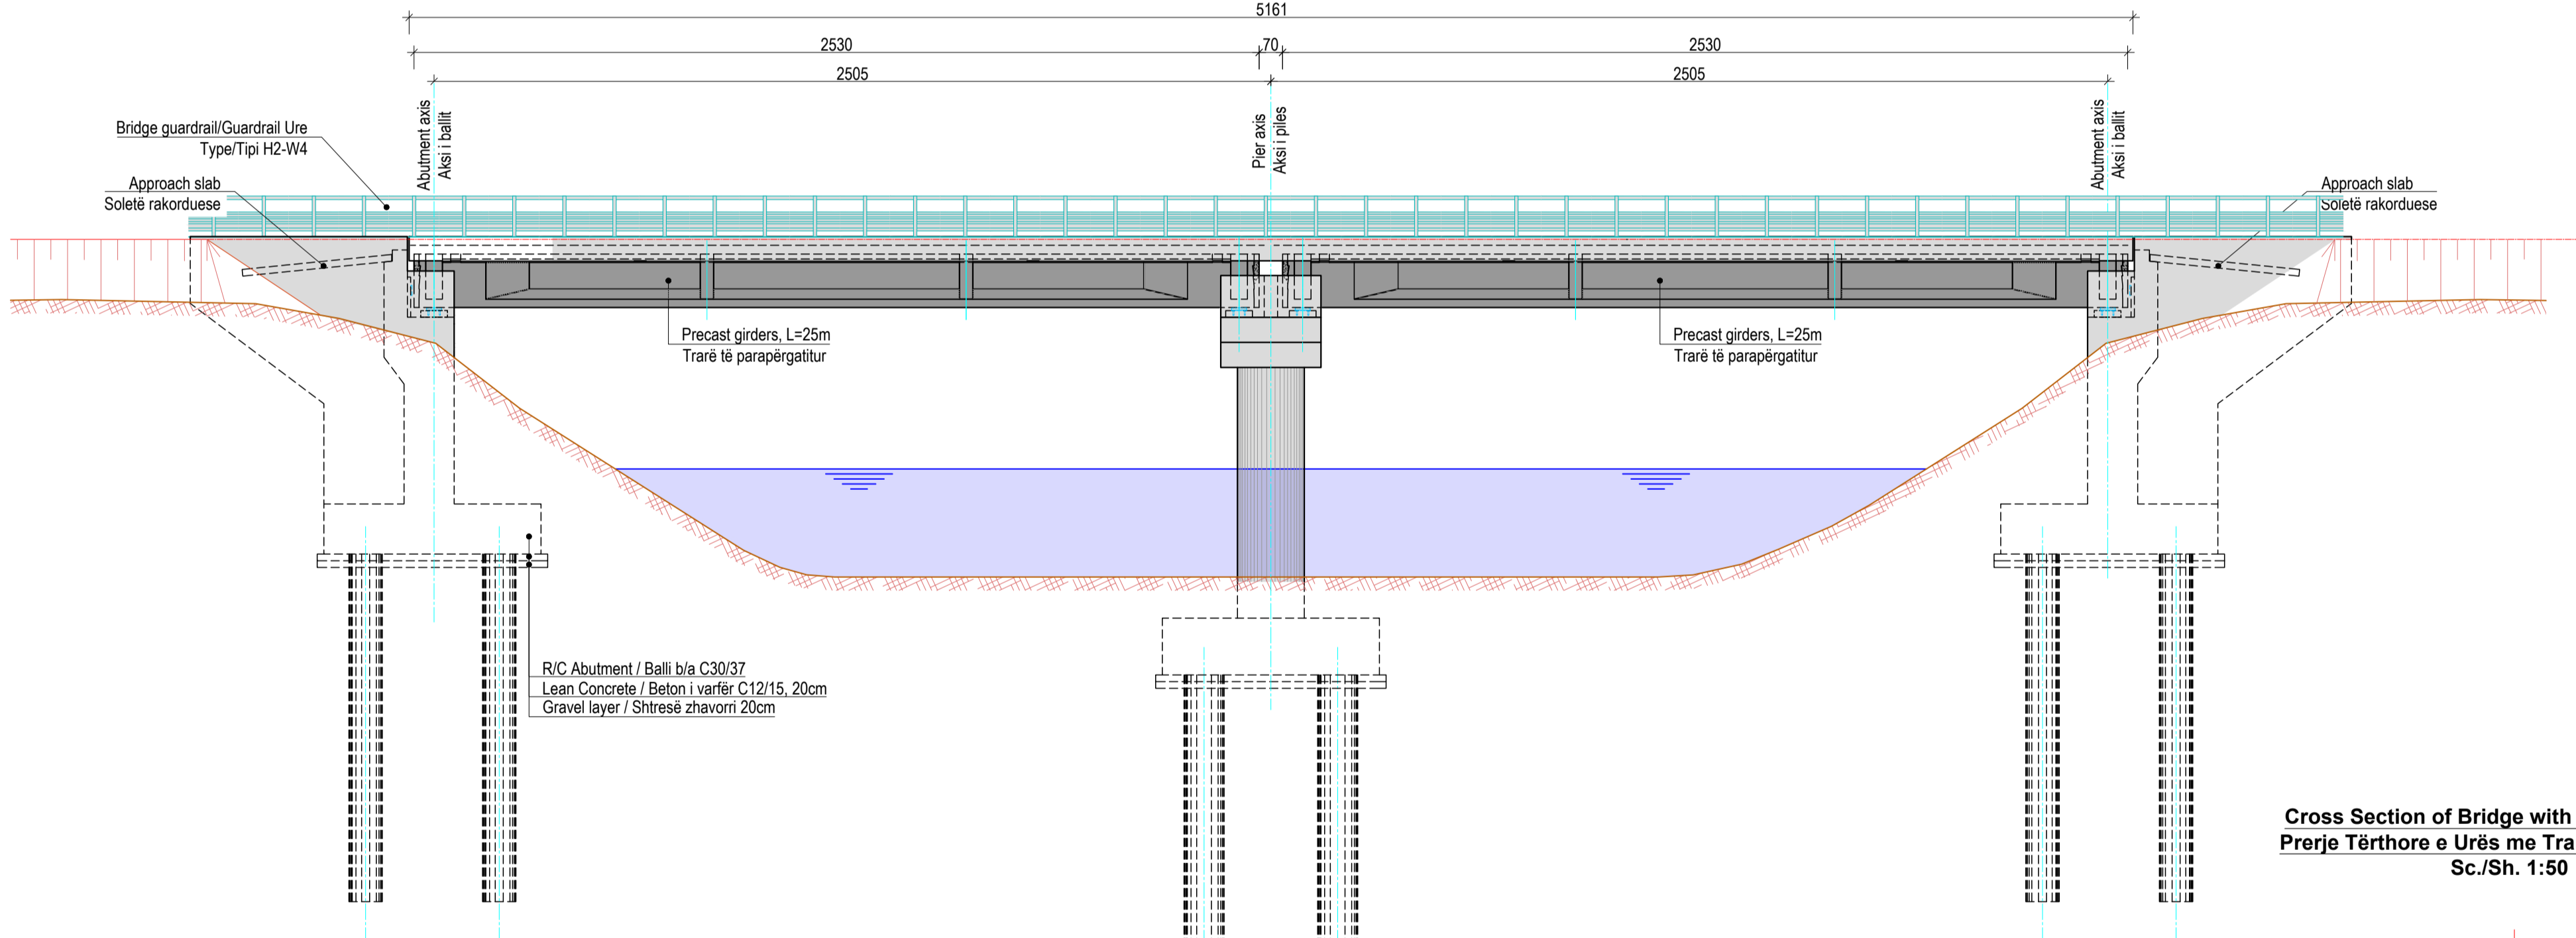 5161
2530
70
2530
2505
2505
Abutment axis
Aksi i ballit
Pier axis
Aksi i piles
Abutment axis
Aksi i ballit
Bridge guardrail/Guardrail Ure
Type/Tipi H2-W4
Approach slab
Soletë rakorduese
Approach slab
Soletë rakorduese
Precast girders, L=25m
Trarë të parapërgatitur
Precast girders, L=25m
Trarë të parapërgatitur
R/C Abutment / Balli b/a C30/37
Lean Concrete / Beton i varfër C12/15, 20cm
Gravel layer / Shtresë zhavorri 20cm
Cross Section of Bridge with
Prerje Tërthore e Urës me Tra
Sc./Sh. 1:50